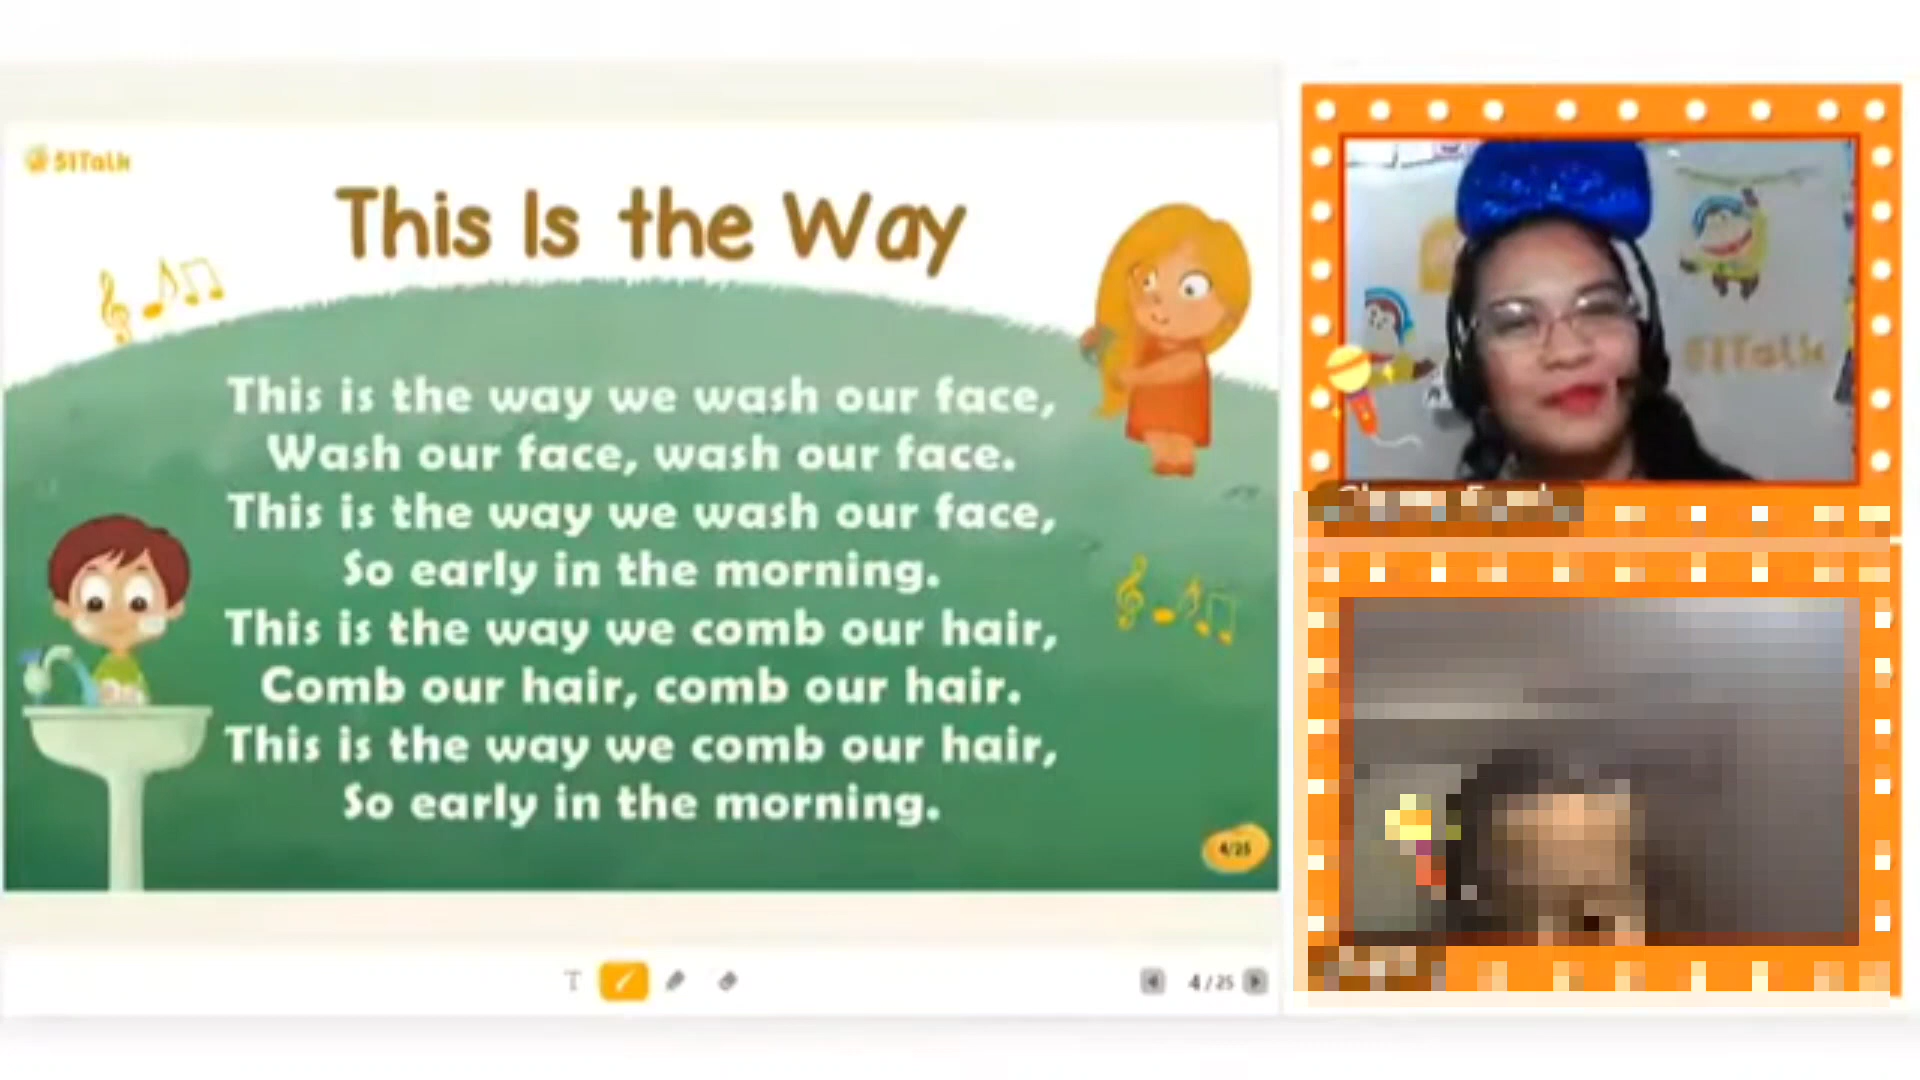 51Talk
This Is the Way
This is the way we wash our face,
Wash our face, wash our face.
This is the way we wash our face,
So early in the morning.
This is the way we comb our hair,
Comb our hair, comb our hair.
This is the way we comb our hair,
So early in the morning.
4/25
T
4/25
51Talk